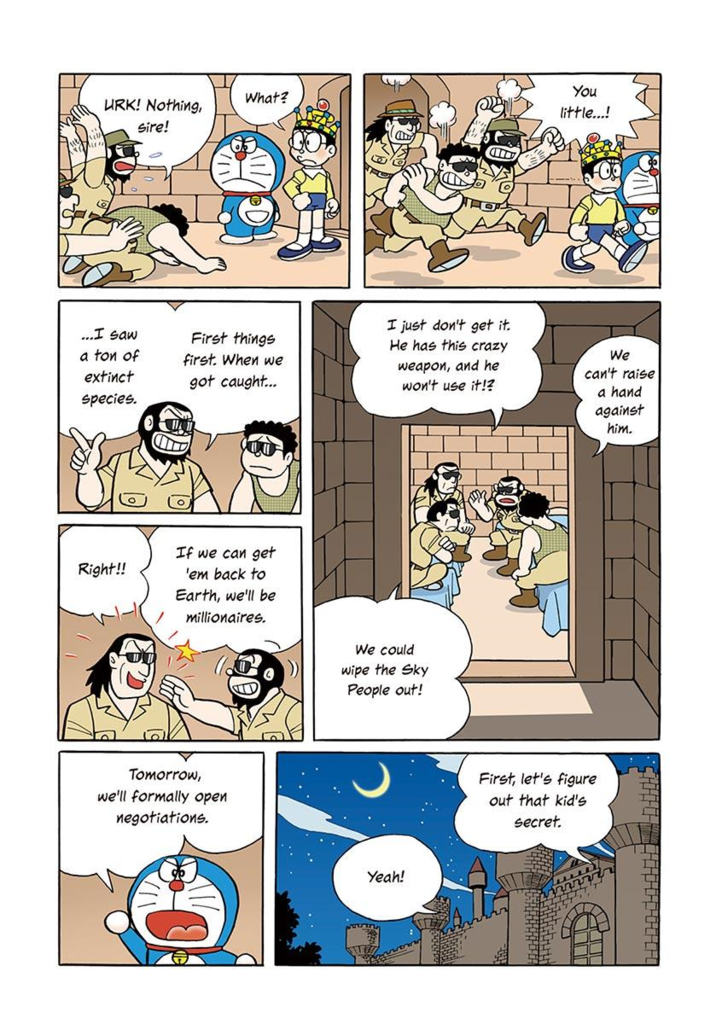 You
little...!
What?
URK! Nothing,
sire!
We
can't raise
a hand
against
him.
I just don't get it.
He has this crazy
weapon, and he
won't use it!?
We could
wipe the Sky
People out!
First things
first. When we
got caught...
...I saw
a ton of
extinct
species.
If we can get
'em back to
Earth, we'll be
millionaires.
Right!!
First, let's figure
out that kid's
secret.
Yeah!
Tomorrow,
we'll formally open
negotiations.